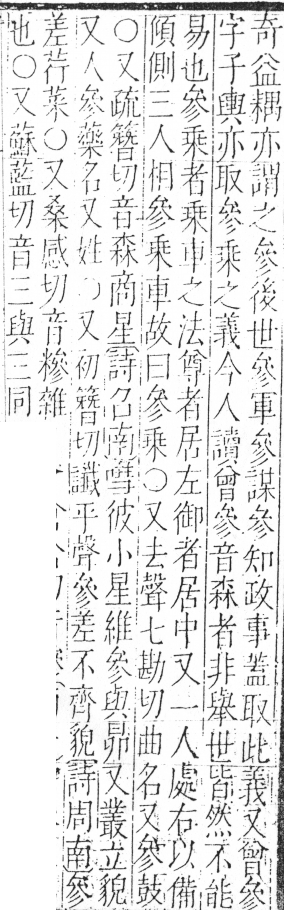 奇益耦亦謂之參後世參軍參謀參知政事蓋取此義又曾參
字子輿亦取參乘之義今人讀曾參音森者非舉世皆然不能
易也參乘者乘車之法尊者居左御者居中又一人處右以備
傾側三人相參乘車故曰參乘○又去聲七勘切曲名又參鼓
○又疏簪切音森商星詩召南嘒彼小星維參與昴又叢立貌
又人參藥名又姓○又初簪切讖平聲參差不齊貌詩周南參
差荇菜○又桑感切音糝雜
也○又蘇藍切音三與三同